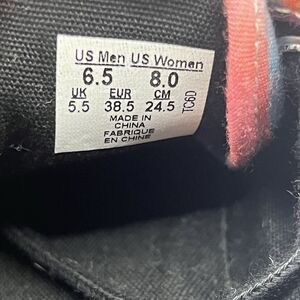 US Men US Women
6.5 8.0
UK EUR CM
5.5 38.5 24.5
MADE IN
CHINA
FABRIQUE
EN CHINE
TC6D